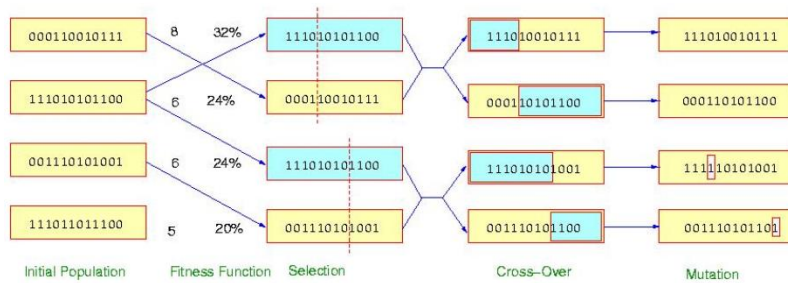 000110010111 8 32% 111010101100 111010010111 111010010111
111010101100 6 24% 000110010111 000110101100 000110101100
001110101001 6 24% 111010101100 111010101001 111110101001
111011011100 5 20% 001110101001 001110101100 001110101101
Initial Population Fitness Function Selection Cross-Over Mutation